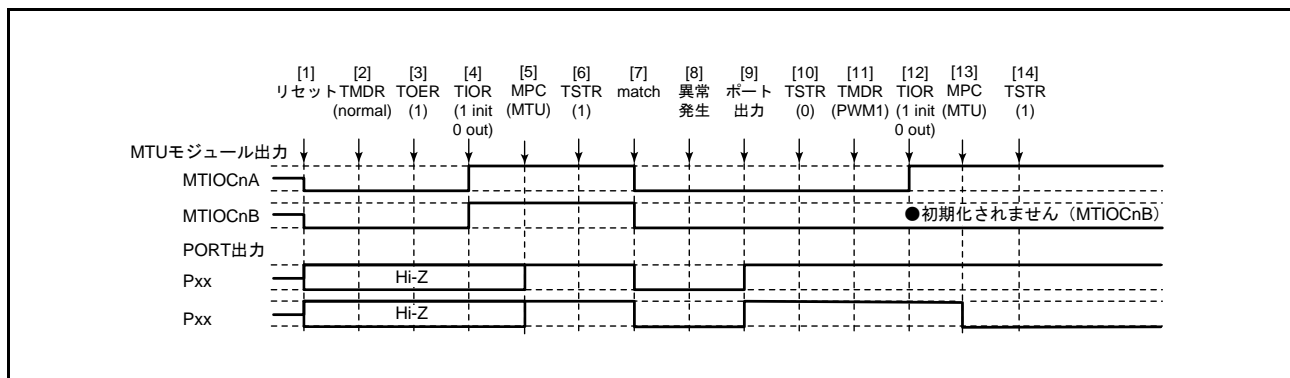 [1] [2] [3] [4] [5] [6] [7] [8] [9] [10] [11] [12] [13] [14]
リセット TMDR TOER TIOR MPC TSTR match 異常 ポート TSTR TMDR TIOR MPC TSTR
(normal) (1) (1 init (MTU) (1) 発生 出力 (0) (PWM1) (1 init (MTU) (1)
0 out) 0 out)
MTUモジュール出力
MTIOCnA
MTIOCnB
●初期化されません（MTIOCnB）
PORT出力
Pxx
Hi-Z
Pxx
Hi-Z